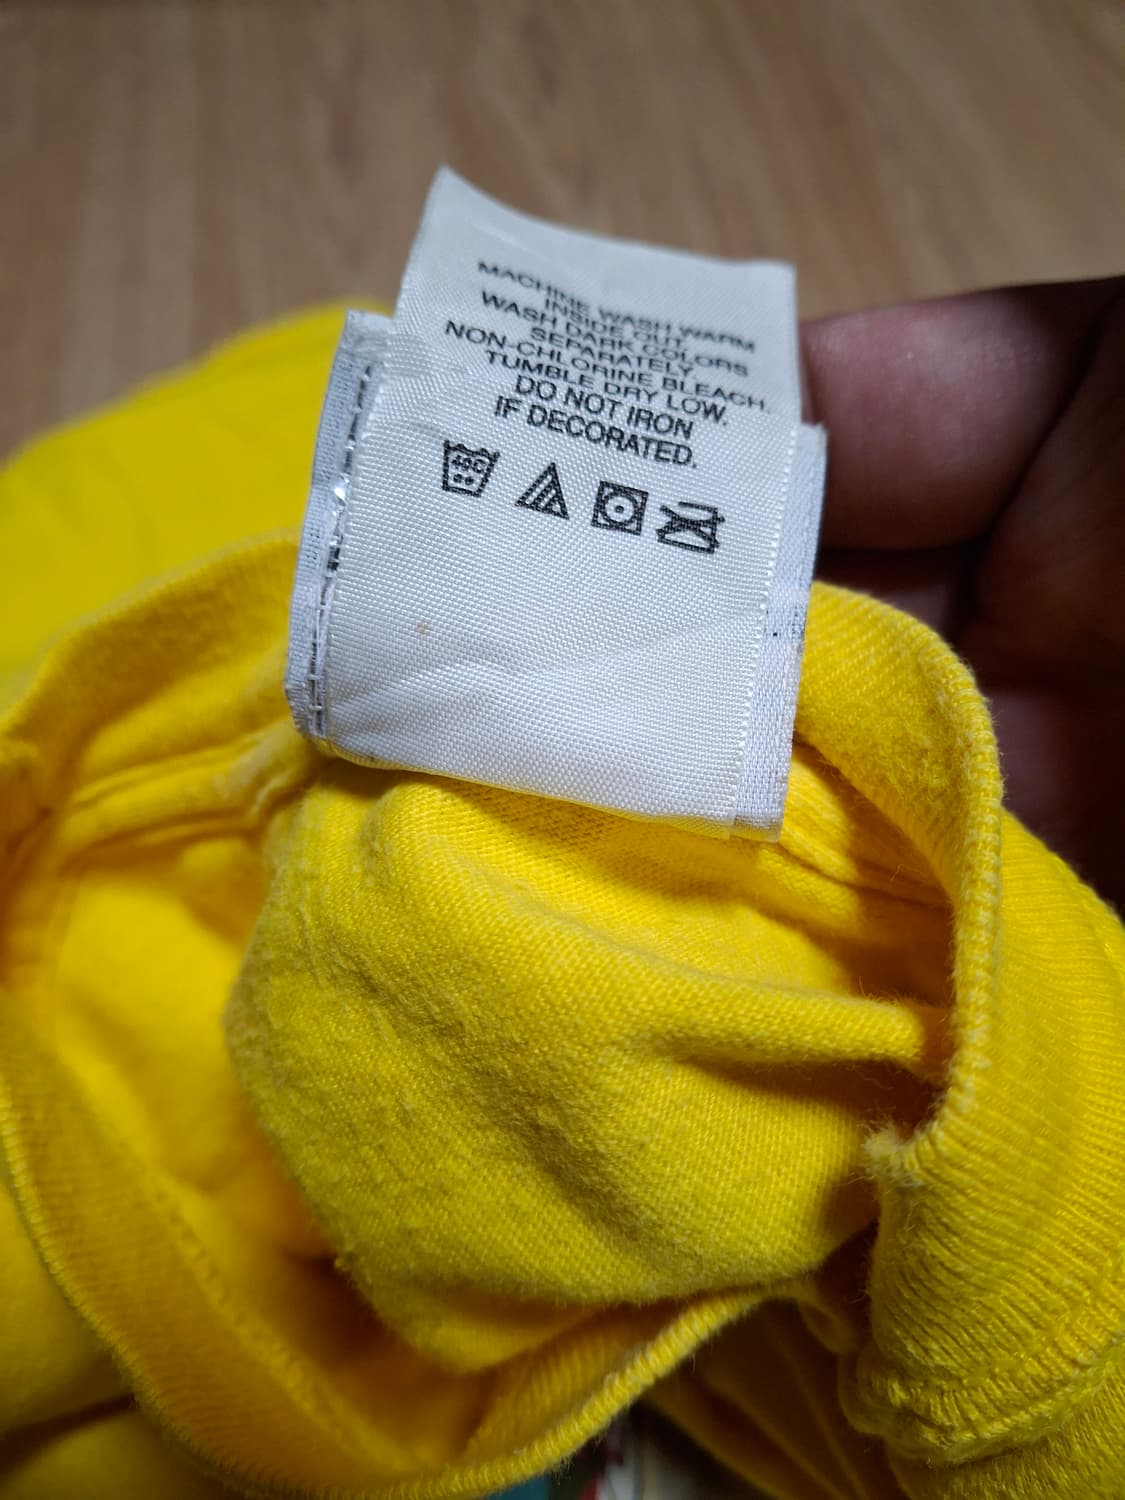 MACHINE WASH WARM
INSIDE OUT.
WASH DARK COLORS
SEPARATELY.
NON-CHLORINE BLEACH.
TUMBLE DRY LOW.
DO NOT IRON
IF DECORATED.
40C